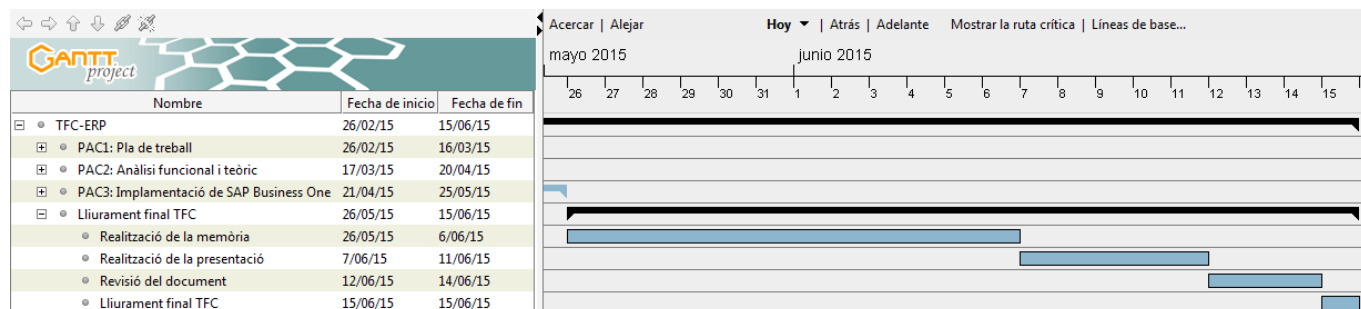 Acercar | Alejar Hoy ▼ | Atrás | Adelante Mostrar la ruta crítica | Líneas de base...
GANTT project
mayo 2015 junio 2015
26 27 28 29 30 31 1 2 3 4 5 6 7 8 9 10 11 12 13 14 15
Nombre Fecha de inicio Fecha de fin
TFC-ERP 26/02/15 15/06/15
PAC1: Pla de treball 26/02/15 16/03/15
PAC2: Anàlisi funcional i teòric 17/03/15 20/04/15
PAC3: Implamentació de SAP Business One 21/04/15 25/05/15
Lliurament final TFC 26/05/15 15/06/15
Realització de la memòria 26/05/15 6/06/15
Realització de la presentació 7/06/15 11/06/15
Revisió del document 12/06/15 14/06/15
Lliurament final TFC 15/06/15 15/06/15